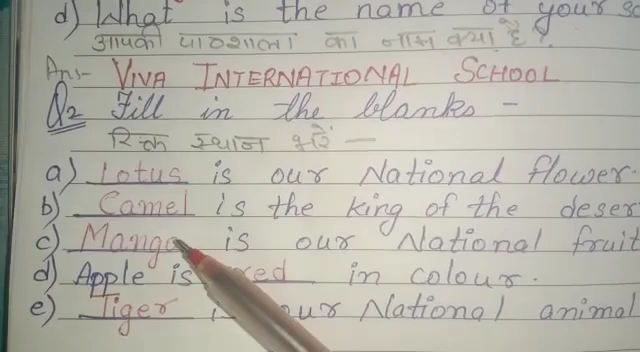 d) What is the name of your sc
आपकी पाठशाला का नाम क्या है?
Ans- VIVA INTERNATIONAL SCHOOL
Q2 Fill in the blanks -
रिक्त स्थान भरें —
a) Lotus is our National flower.
b) Camel is the king of the deser
c) Mango is our National fruit
d) Apple is red in colour.
e) Tiger our National animal